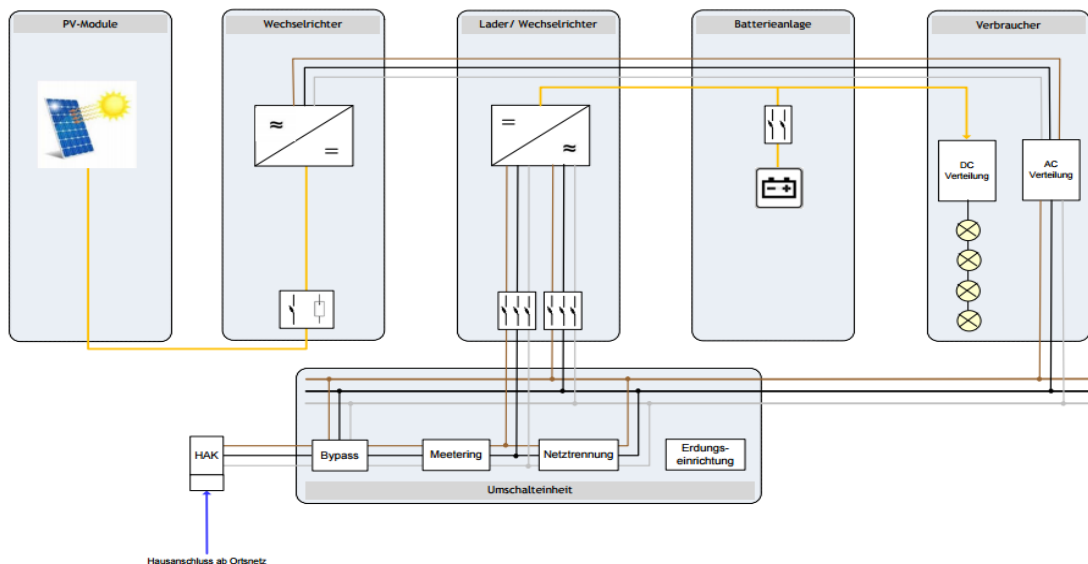 PV-Module
Wechselrichter
Lader/ Wechselrichter
Batterieanlage
Verbraucher
DC
Verteilung
AC
Verteilung
HAK
Bypass
Meetering
Netztrennung
Erdungs-
einrichtung
Umschalteinheit
Hausanschluss ab Ortsnetz